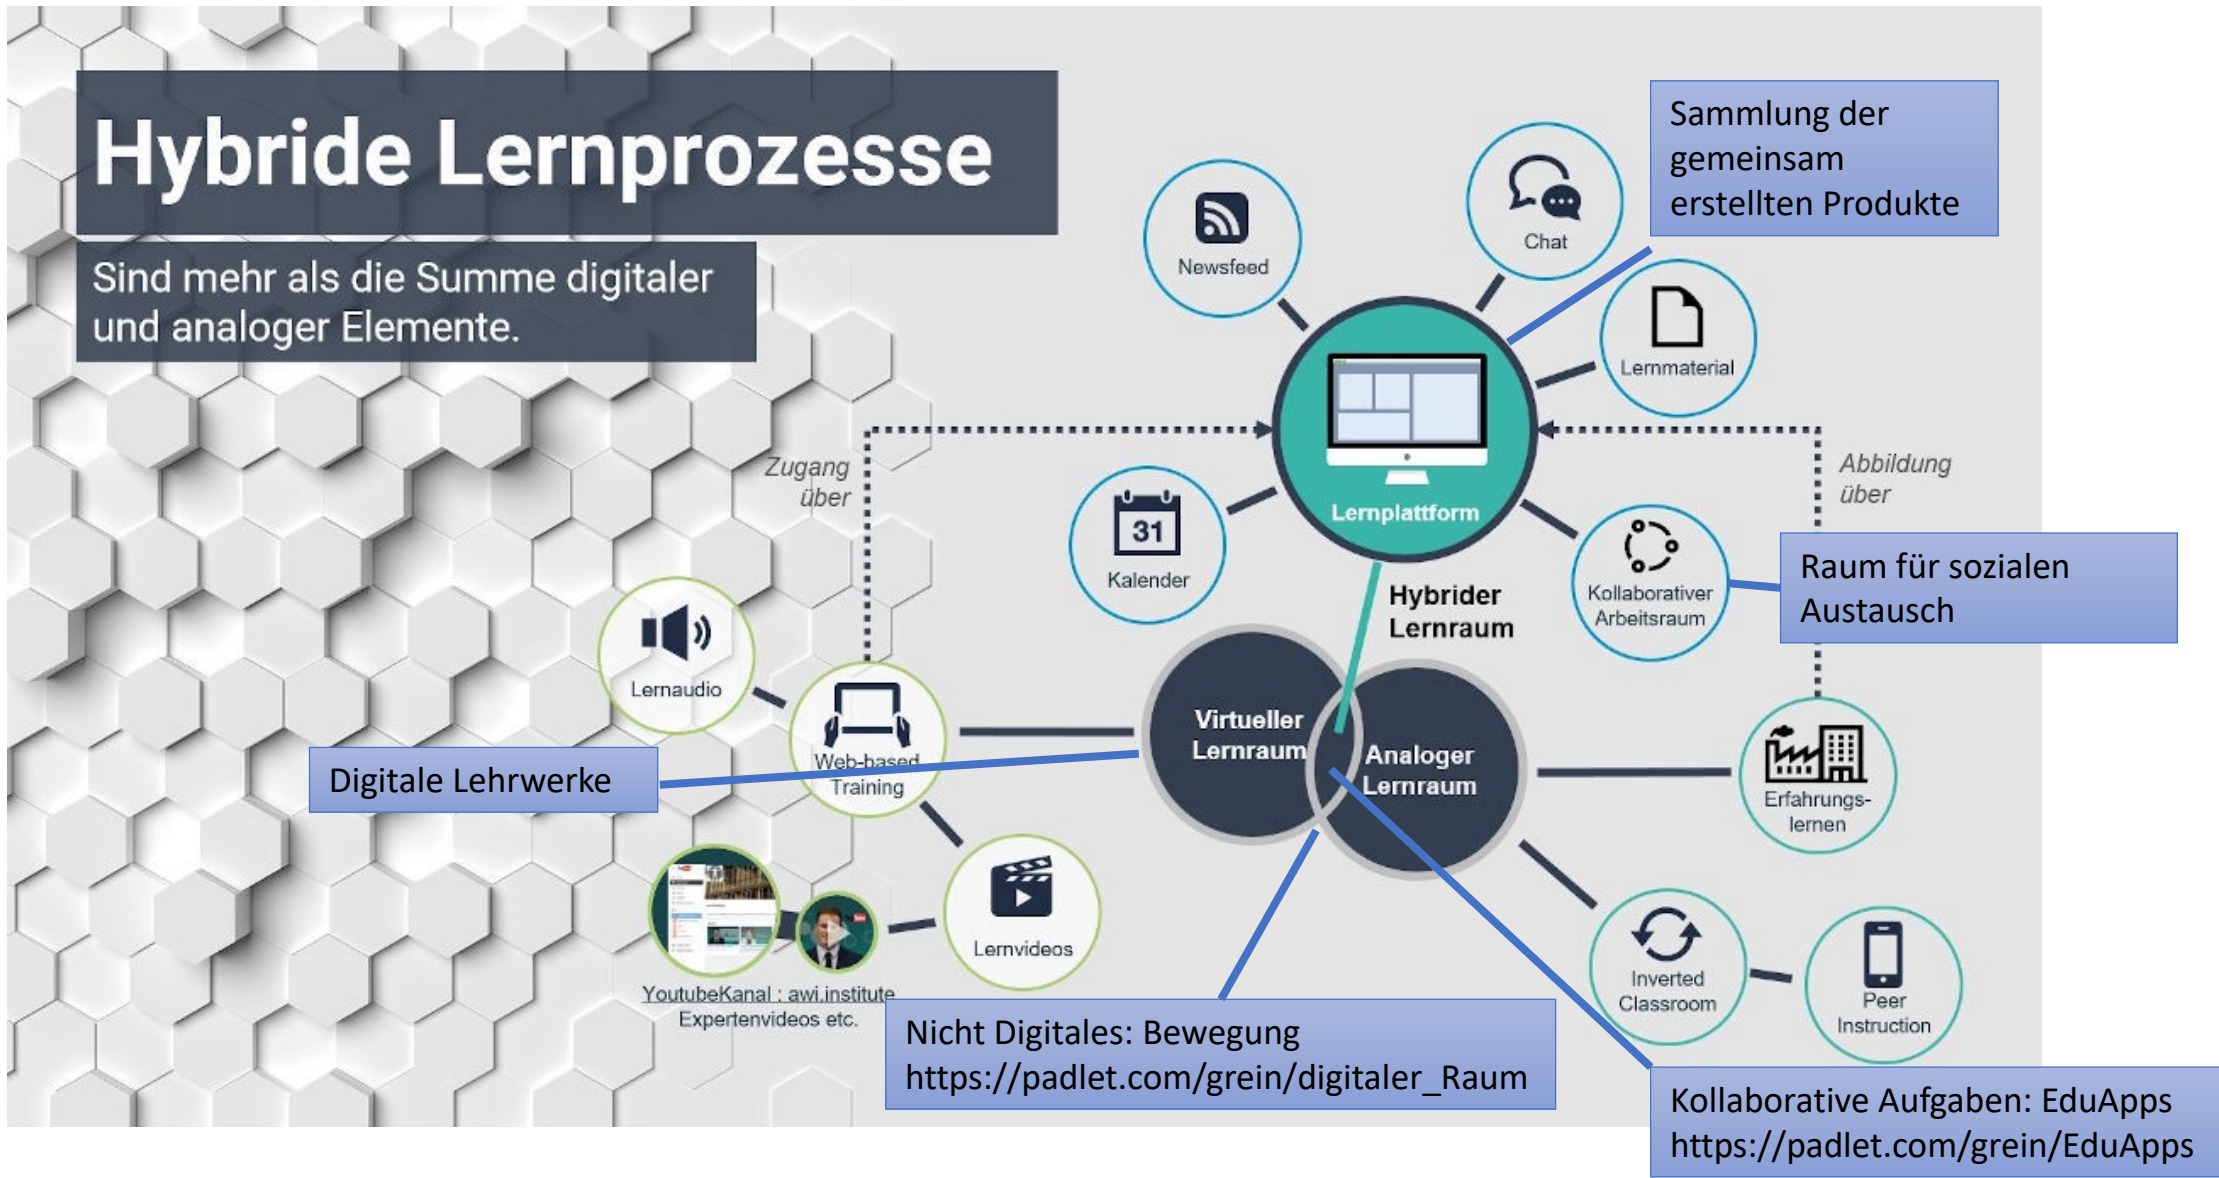 Hybride Lernprozesse
Sind mehr als die Summe digitaler
und analoger Elemente.
Sammlung der
gemeinsam
erstellten Produkte
Newsfeed
Chat
Lernmaterial
Zugang
über
31
Kalender
Lernplattform
Abbildung
über
Kollaborativer
Arbeitsraum
Raum für sozialen
Austausch
Hybrider
Lernraum
Lernaudio
Web-based
Training
Digitale Lehrwerke
Virtueller
Lernraum
Analoger
Lernraum
Erfahrungs-
lernen
Lernvideos
YoutubeKanal : awi.institute
Expertenvideos etc.
Inverted
Classroom
Peer
Instruction
Nicht Digitales: Bewegung
https://padlet.com/grein/digitaler_Raum
Kollaborative Aufgaben: EduApps
https://padlet.com/grein/EduApps